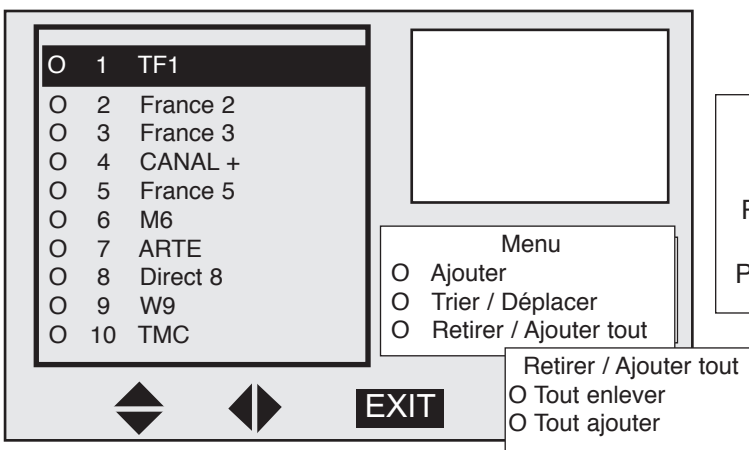 O 1 TF1
O 2 France 2
O 3 France 3
O 4 CANAL +
O 5 France 5
O 6 M6
O 7 ARTE
O 8 Direct 8
O 9 W9
O 10 TMC
Menu
O Ajouter
O Trier / Déplacer
O Retirer / Ajouter tout
Retirer / Ajouter tout
O Tout enlever
O Tout ajouter
EXIT